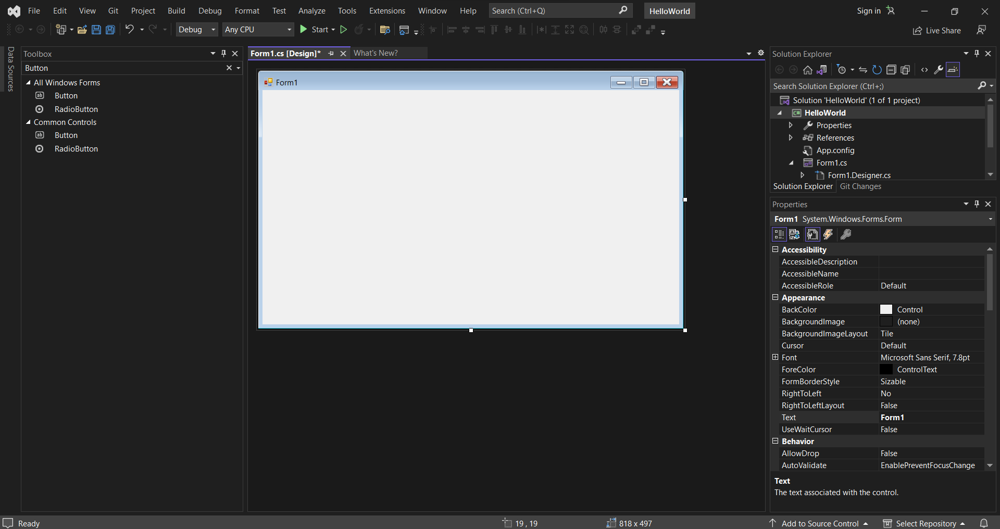 File Edit View Git Project Build Debug Format Test Analyze Tools Extensions Window Help Search (Ctrl+Q) HelloWorld Sign in
Debug Any CPU Start Live Share
Data Sources
Toolbox
Button
All Windows Forms
Button
RadioButton
Common Controls
Button
RadioButton
Form1.cs [Design]* What's New?
Form1
Solution Explorer
Search Solution Explorer (Ctrl+;)
Solution 'HelloWorld' (1 of 1 project)
C# HelloWorld
Properties
References
App.config
Form1.cs
Form1.Designer.cs
Solution Explorer Git Changes
Properties
Form1 System.Windows.Forms.Form
Accessibility
AccessibleDescription
AccessibleName
AccessibleRole Default
Appearance
BackColor Control
BackgroundImage (none)
BackgroundImageLayout Tile
Cursor Default
Font Microsoft Sans Serif, 7.8pt
ForeColor ControlText
FormBorderStyle Sizable
RightToLeft No
RightToLeftLayout False
Text Form1
UseWaitCursor False
Behavior
AllowDrop False
AutoValidate EnablePreventFocusChange
Text
The text associated with the control.
Ready 19 , 19 818 x 497 Add to Source Control Select Repository